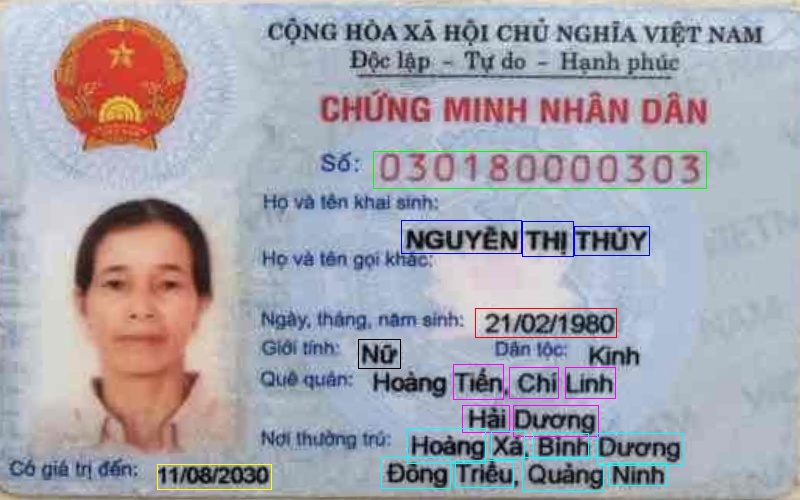 CỘNG HÒA XÃ HỘI CHỦ NGHĨA VIỆT NAM
Độc lập - Tự do - Hạnh phúc
CHỨNG MINH NHÂN DÂN
Số: 030180000303
Họ và tên khai sinh:
NGUYỄN THỊ THỦY
Họ và tên gọi khác:
Ngày, tháng, năm sinh: 21/02/1980
Giới tính: Nữ Dân tộc: Kinh
Quê quán: Hoàng Tiến, Chí Linh
Hải Dương
Nơi thường trú: Hoàng Xá, Bình Dương
Đông Triều, Quảng Ninh
Có giá trị đến: 11/08/2030